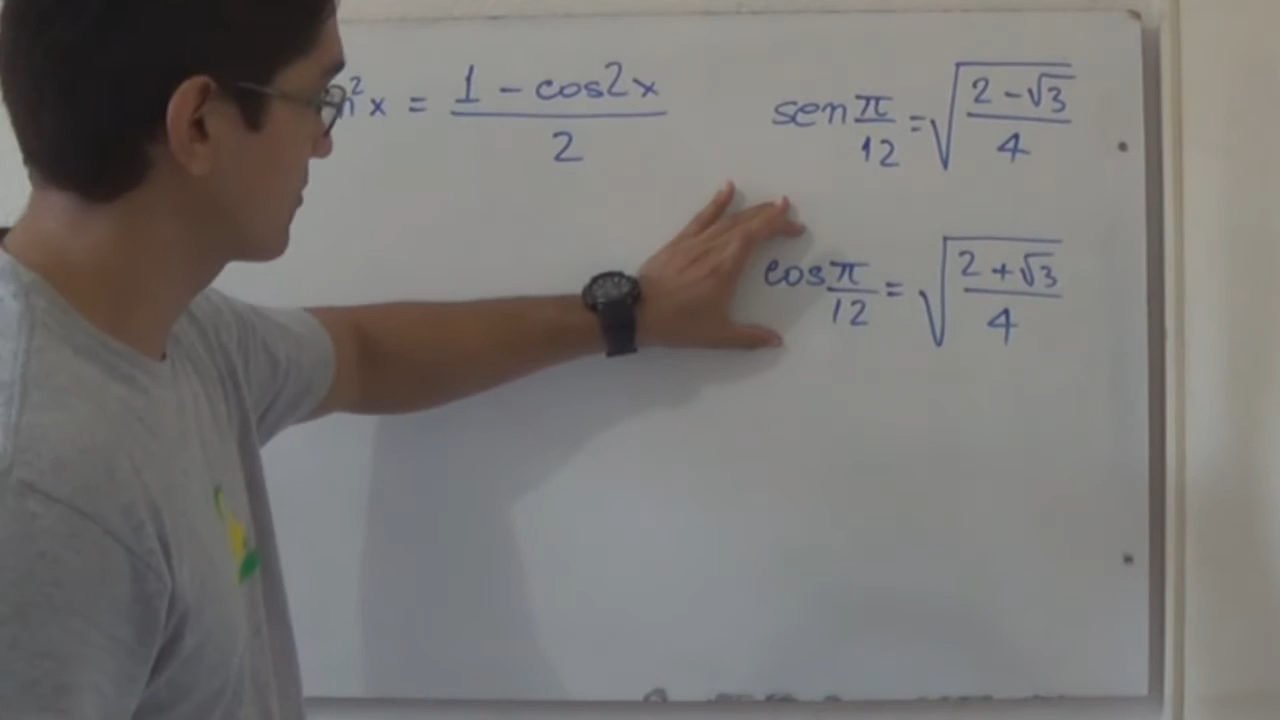 n²x = (1 - cos2x)/2
sen π/12 = √((2 - √3)/4)
cos π/12 = √((2 + √3)/4)